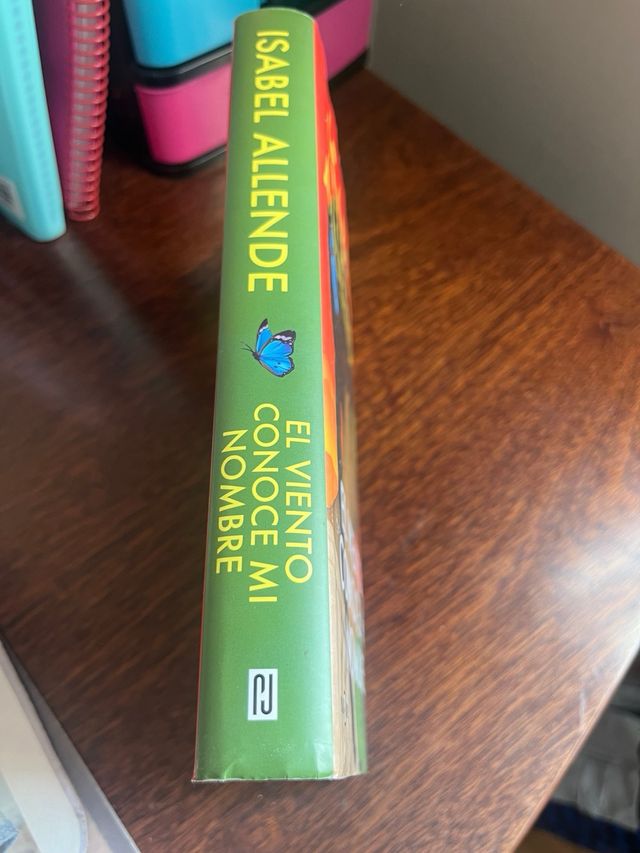 ISABEL ALLENDE
EL VIENTO
CONOCE MI
NOMBRE